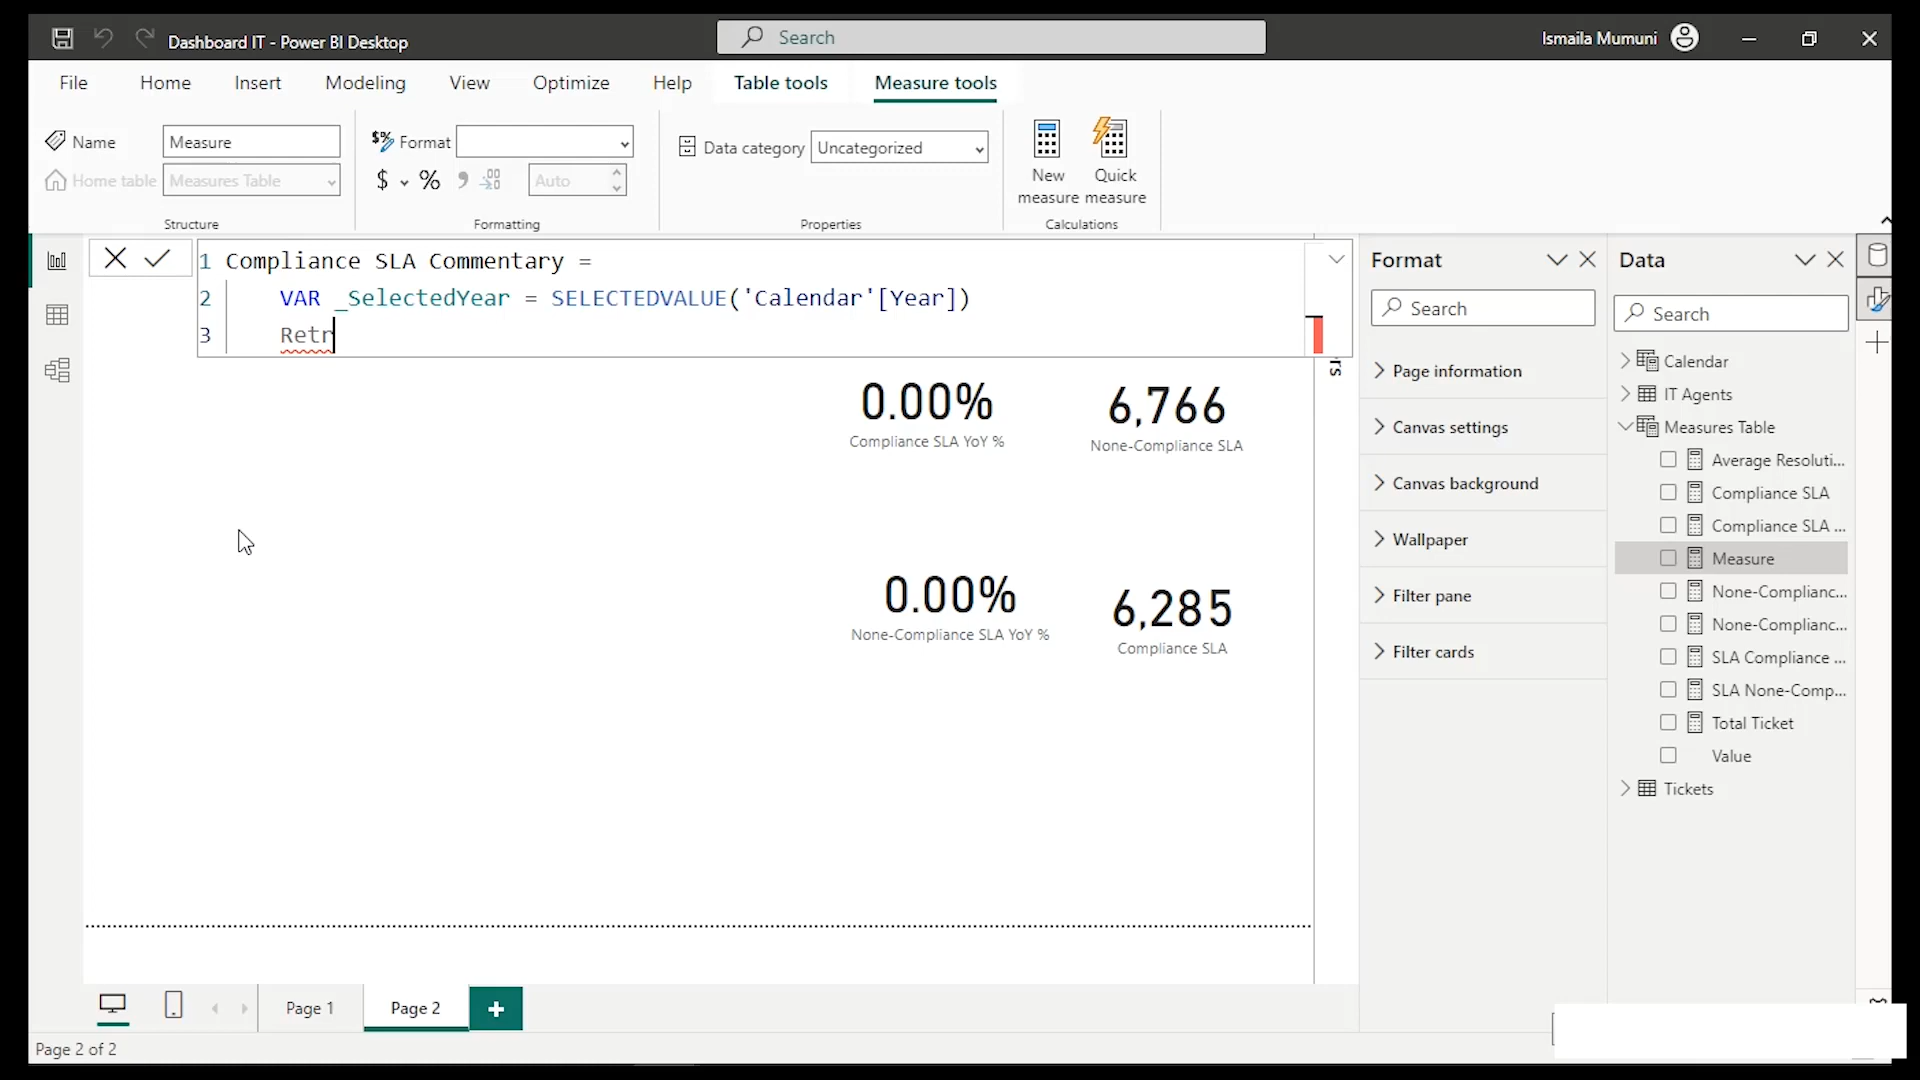 Dashboard IT - Power BI Desktop
Search
Ismaila Mumuni
File Home Insert Modeling View Optimize Help Table tools Measure tools
Name Measure
Home table Measures Table
Structure
$% Format
$ % Auto
Formatting
Data category Uncategorized
Properties
New measure
Quick measure
Calculations
1 Compliance SLA Commentary =
2 VAR _SelectedYear = SELECTEDVALUE('Calendar'[Year])
3 Retr
rs
0.00%
Compliance SLA YoY %
6,766
None-Compliance SLA
0.00%
None-Compliance SLA YoY %
6,285
Compliance SLA
Format
Search
Page information
Canvas settings
Canvas background
Wallpaper
Filter pane
Filter cards
Data
Search
Calendar
IT Agents
Measures Table
Average Resoluti...
Compliance SLA
Compliance SLA ...
Measure
None-Complianc...
None-Complianc...
SLA Compliance ...
SLA None-Comp...
Total Ticket
Value
Tickets
Page 1
Page 2
Page 2 of 2